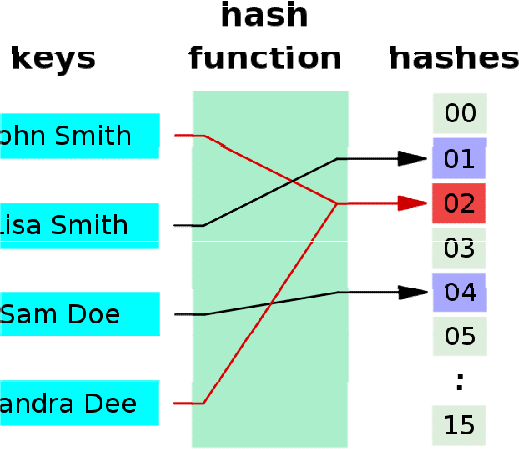 hash
keys function hashes
ohn Smith
isa Smith
Sam Doe
andra Dee
00
01
02
03
04
05
:
15